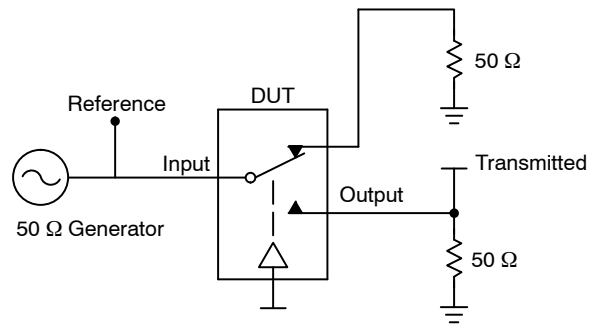 50 Ω
DUT
Reference
Input
Transmitted
Output
50 Ω Generator
50 Ω